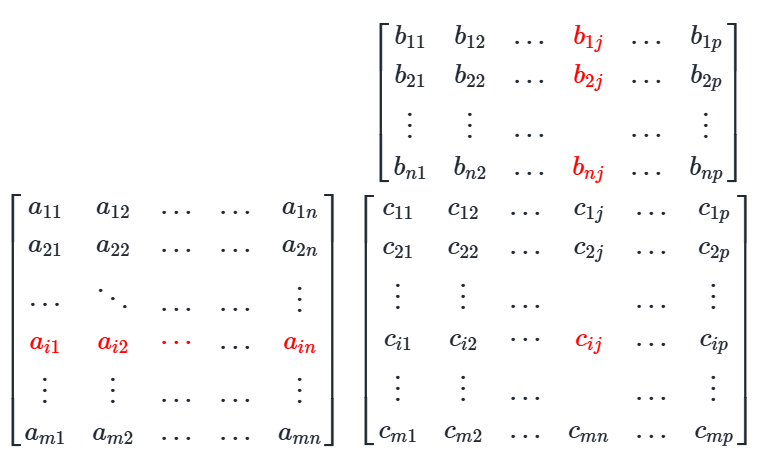 b₁₁ b₁₂ … b₁ⱼ … b₁ₚ
b₂₁ b₂₂ … b₂ⱼ … b₂ₚ
⋮ ⋮ … … ⋮
bₙ₁ bₙ₂ … bₙⱼ … bₙₚ
a₁₁ a₁₂ … … a₁ₙ
a₂₁ a₂₂ … … a₂ₙ
… ⋱ … … ⋮
aᵢ₁ aᵢ₂ ⋯ … aᵢₙ
⋮ ⋮ … … ⋮
aₘ₁ aₘ₂ … … aₘₙ
c₁₁ c₁₂ … c₁ⱼ … c₁ₚ
c₂₁ c₂₂ … c₂ⱼ … c₂ₚ
⋮ ⋮ … … ⋮
cᵢ₁ cᵢ₂ ⋯ cᵢⱼ … cᵢₚ
⋮ ⋮ … … ⋮
cₘ₁ cₘ₂ … cₘₙ … cₘₚ